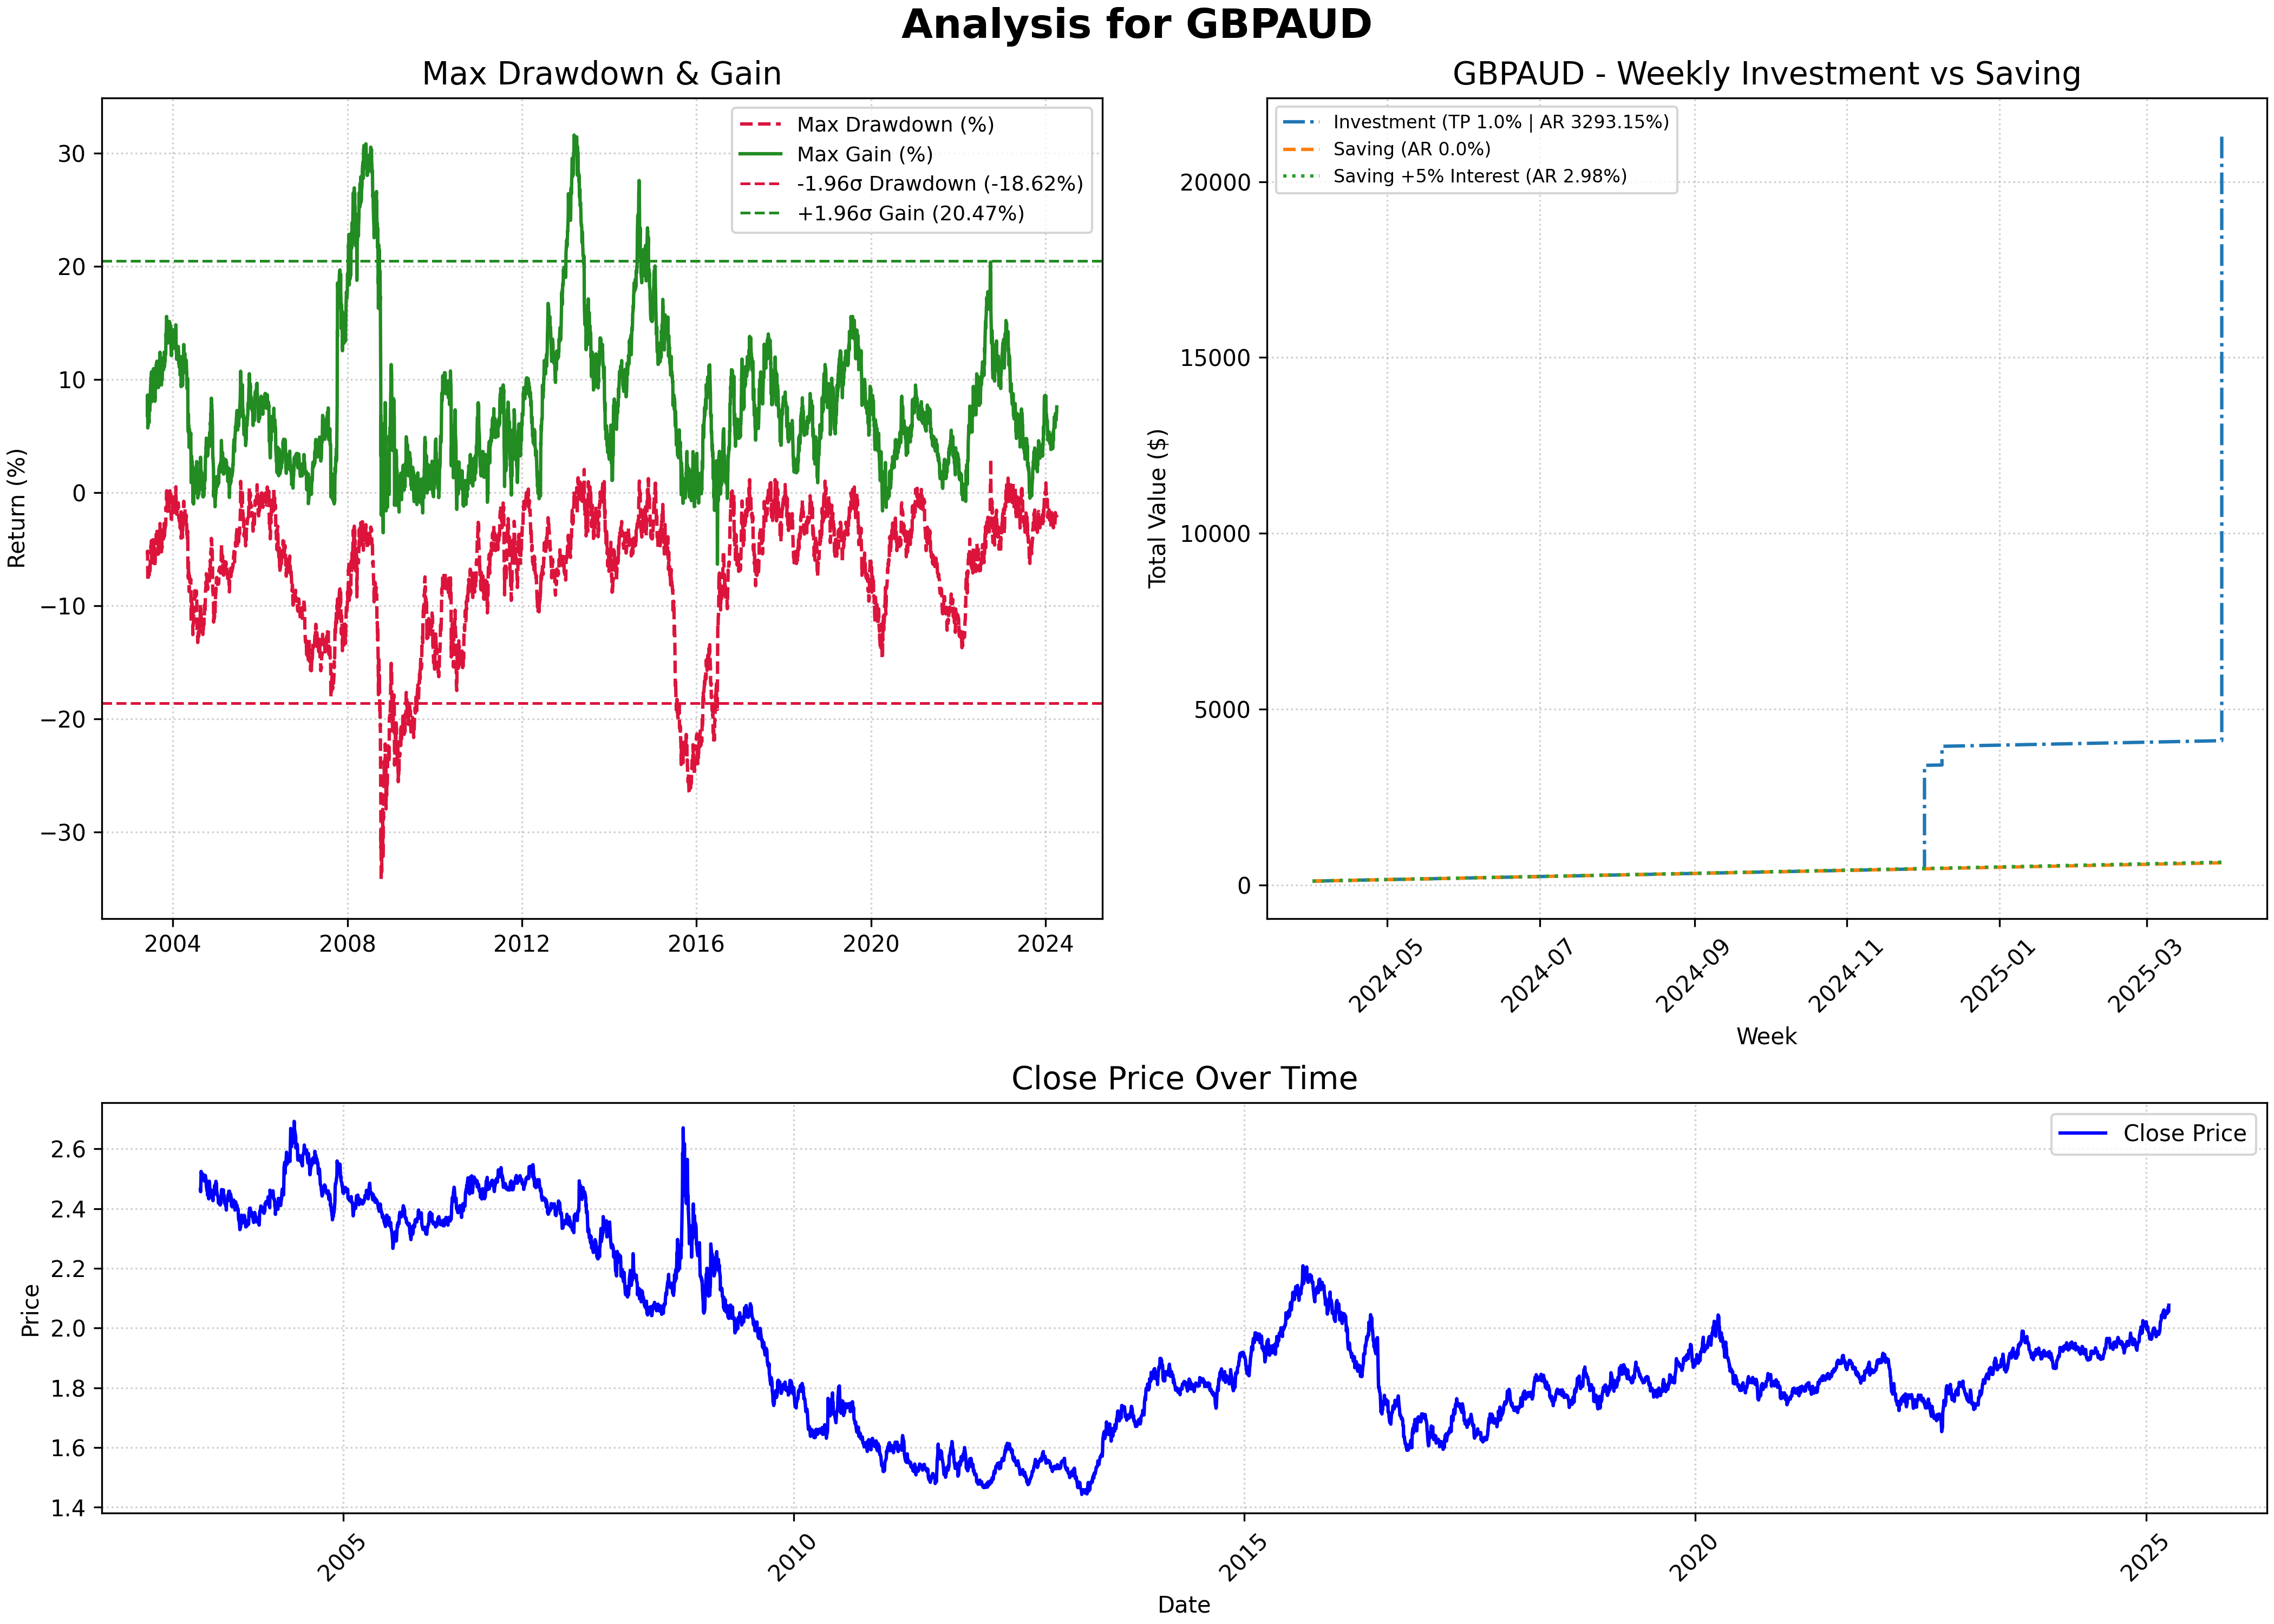 Analysis for GBPAUD
Max Drawdown & Gain
Return (%)
30
20
10
0
−10
−20
−30
Max Drawdown (%)
Max Gain (%)
-1.96σ Drawdown (-18.62%)
+1.96σ Gain (20.47%)
2004
2008
2012
2016
2020
2024
GBPAUD - Weekly Investment vs Saving
Total Value ($)
20000
15000
10000
5000
0
Investment (TP 1.0% | AR 3293.15%)
Saving (AR 0.0%)
Saving +5% Interest (AR 2.98%)
2024-05
2024-07
2024-09
2024-11
2025-01
2025-03
Week
Close Price Over Time
Price
2.6
2.4
2.2
2.0
1.8
1.6
1.4
Close Price
2005
2010
2015
2020
2025
Date